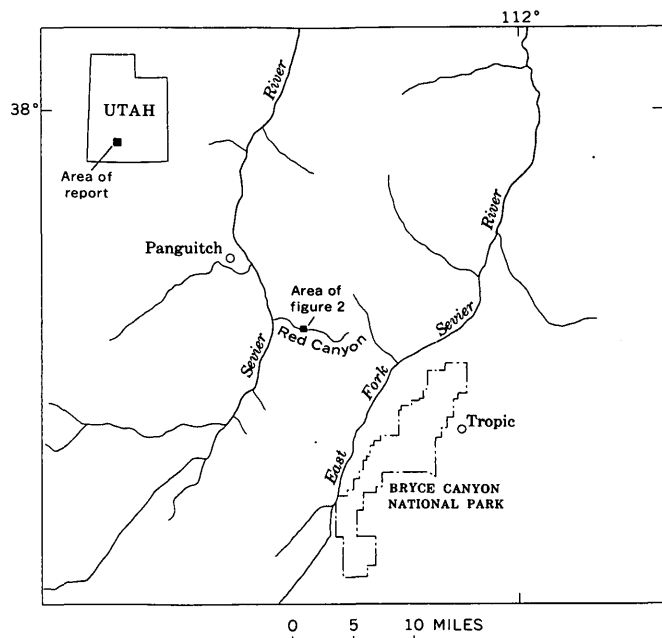 112°
38°
UTAH
Area of
report
River
River
Panguitch
Area of
figure 2
Red Canyon
Sevier
Sevier
Fork
East
Tropic
BRYCE CANYON
NATIONAL PARK
0 5 10 MILES